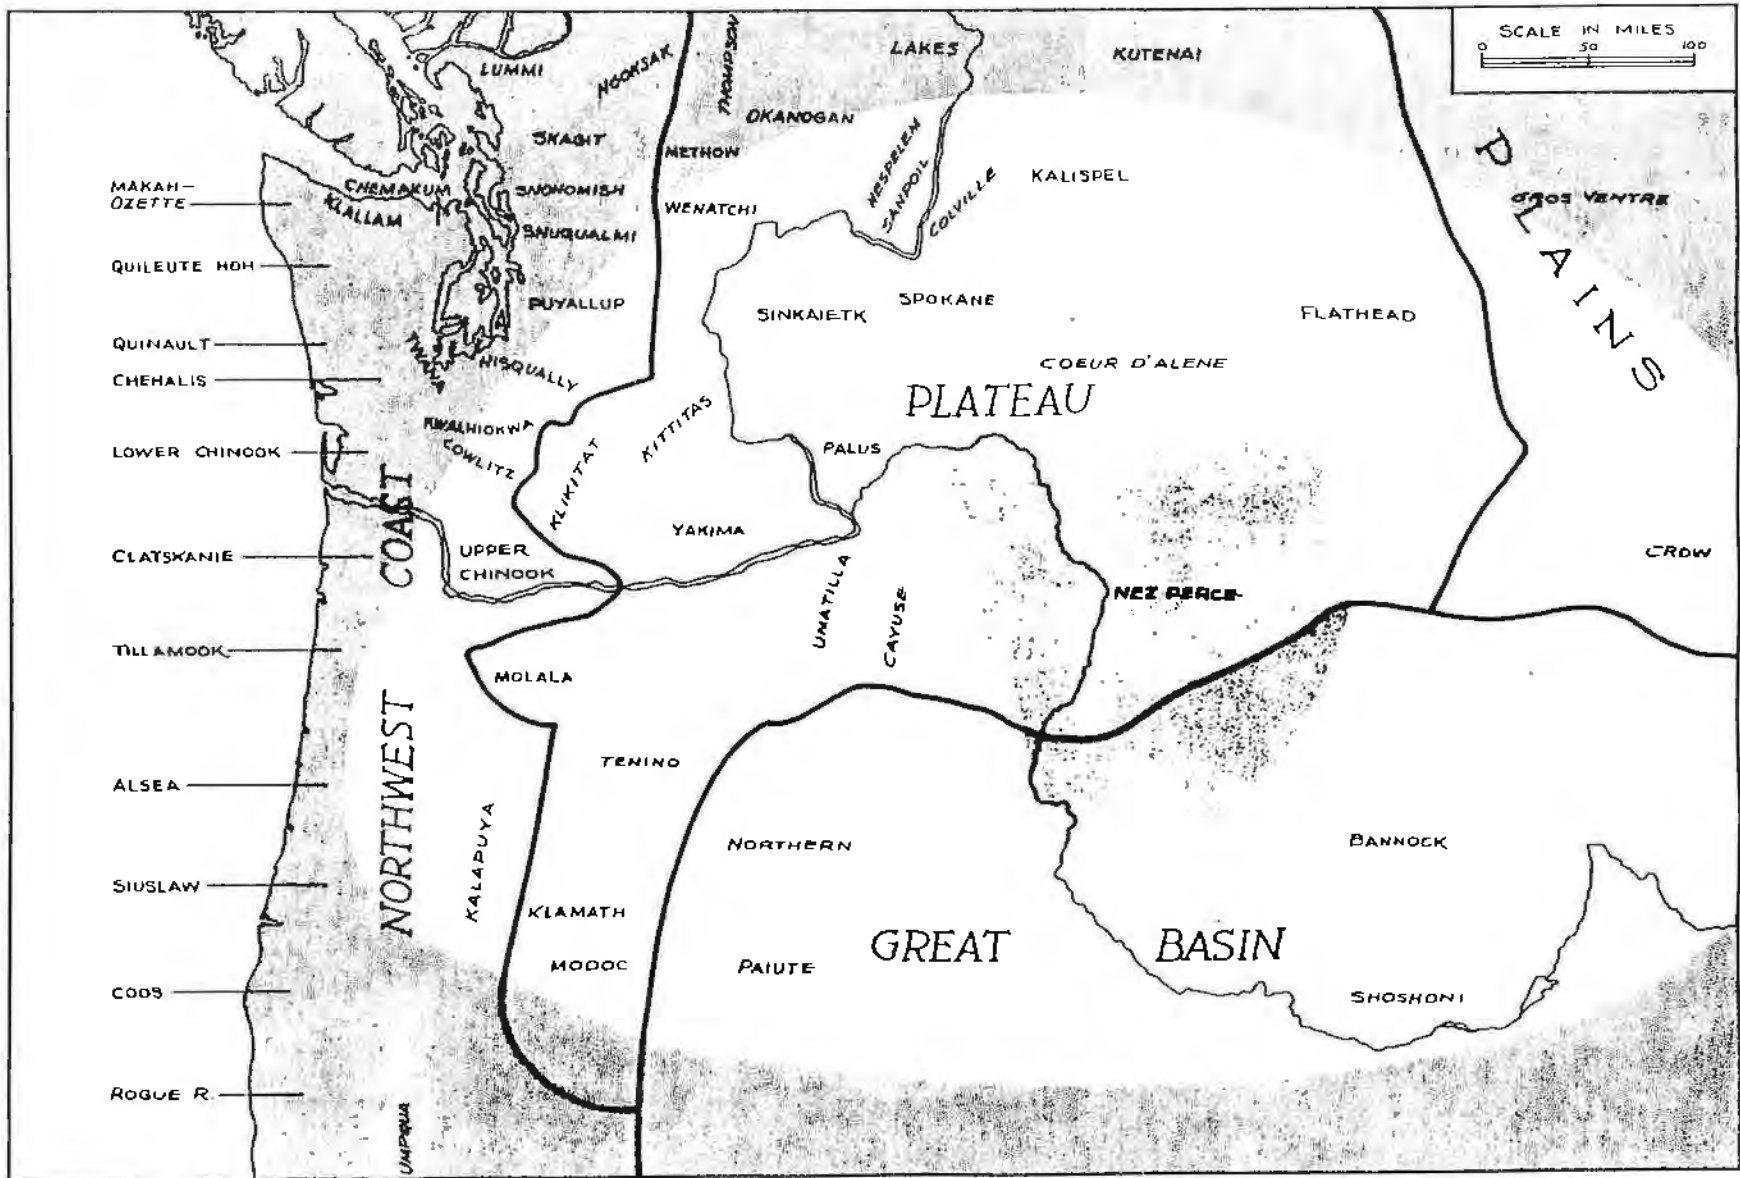 SCALE IN MILES
0 50 100
LUMMI
NOOKSAK
THOMPSON
LAKES
KUTENAI
SKAGIT
OKANOGAN
METHOW
NESPELEM
SANPOIL
COLVILLE
KALISPEL
PLAINS
GROS VENTRE
MAKAH-
OZETTE
CHEMAKUM
KLALLAM
SNOHOMISH
SNUQUALMI
WENATCHI
QUILEUTE HOH
PUYALLUP
SINKAIETK
SPOKANE
FLATHEAD
QUINAULT
TWANA
NISQUALLY
COEUR D'ALENE
CHEHALIS
PLATEAU
KWALHIOKWA
COWLITZ
KLIKITAT
KITTITAS
PALUS
LOWER CHINOOK
YAKIMA
CLATSKANIE
UPPER
CHINOOK
CROW
UMATILLA
CAYUSE
NEZ PERCE
TILLAMOOK
MOLALA
NORTHWEST COAST
TENINO
ALSEA
KALAPUYA
NORTHERN
BANNOCK
SIUSLAW
KLAMATH
GREAT BASIN
MODOC
PAIUTE
COOS
SHOSHONI
ROGUE R.
UMPQUA